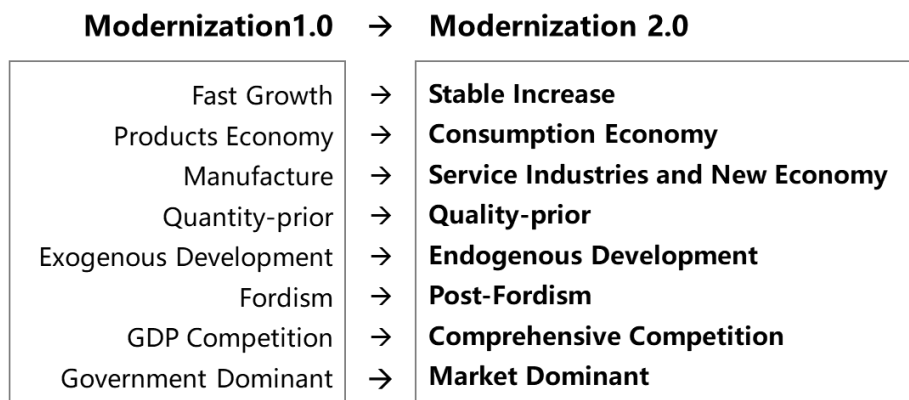 Modernization1.0 → Modernization 2.0
Fast Growth → Stable Increase
Products Economy → Consumption Economy
Manufacture → Service Industries and New Economy
Quantity-prior → Quality-prior
Exogenous Development → Endogenous Development
Fordism → Post-Fordism
GDP Competition → Comprehensive Competition
Government Dominant → Market Dominant